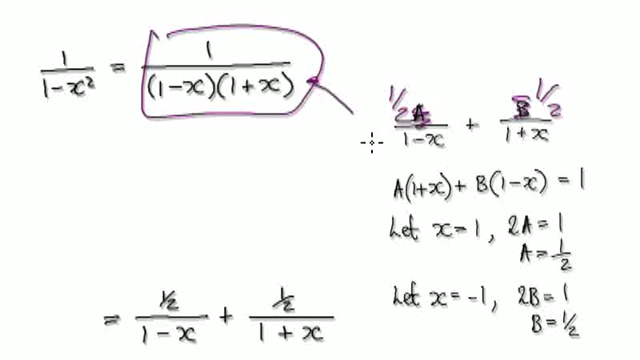 1/(1-x²) = 1/((1-x)(1+x))
½ A/(1-x) + B ½/(1+x)
A(1+x) + B(1-x) = 1
Let x = 1, 2A = 1
A = 1/2
Let x = -1, 2B = 1
B = 1/2
= ½/(1-x) + ½/(1+x)